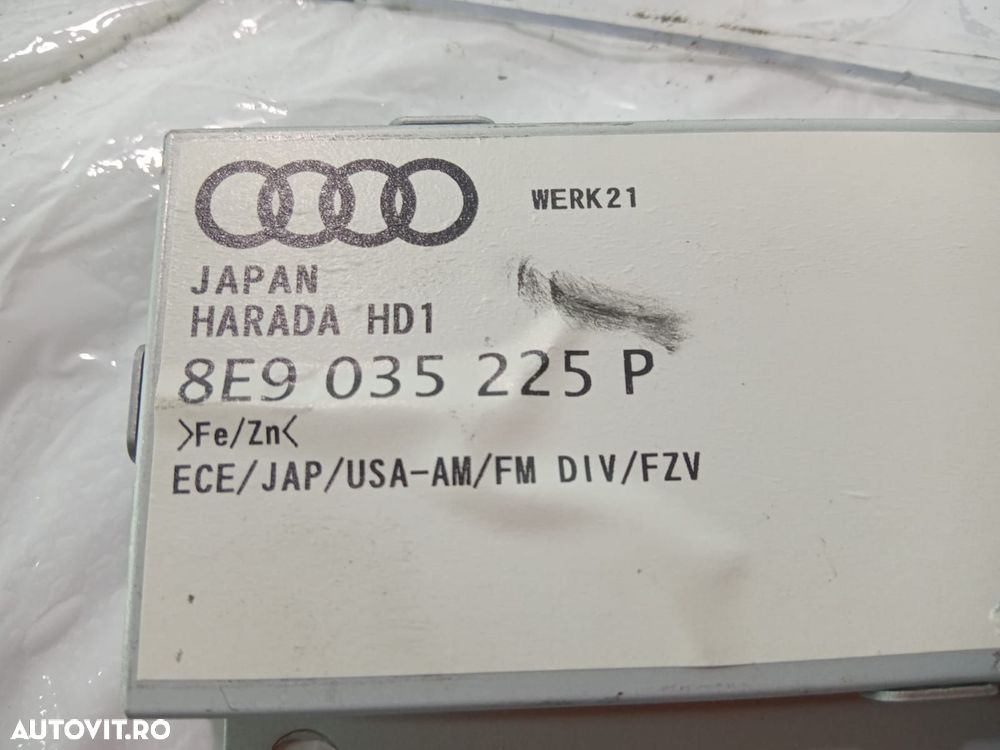 WERK21
JAPAN
HARADA HD1
8E9 035 225 P
>Fe/Zn<
ECE/JAP/USA-AM/FM DIV/FZV
AUTOVIT.RO